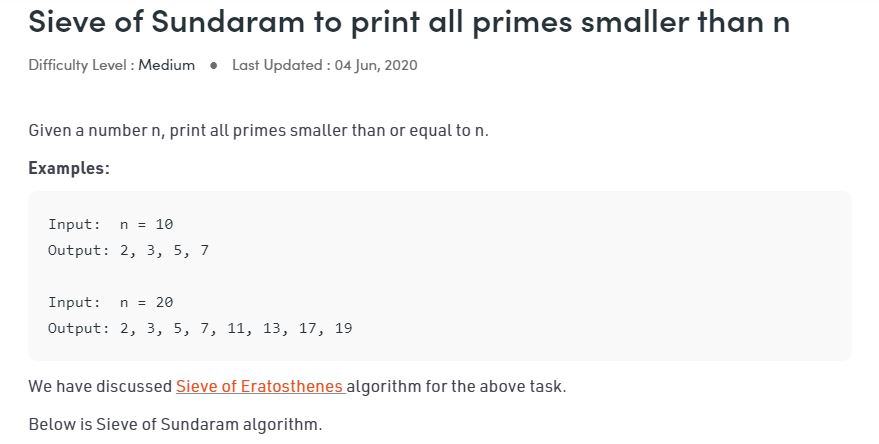 Sieve of Sundaram to print all primes smaller than n
Difficulty Level : Medium ● Last Updated : 04 Jun, 2020
Given a number n, print all primes smaller than or equal to n.
Examples:
Input:  n = 10
Output: 2, 3, 5, 7
Input:  n = 20
Output: 2, 3, 5, 7, 11, 13, 17, 19
We have discussed Sieve of Eratosthenes algorithm for the above task.
Below is Sieve of Sundaram algorithm.